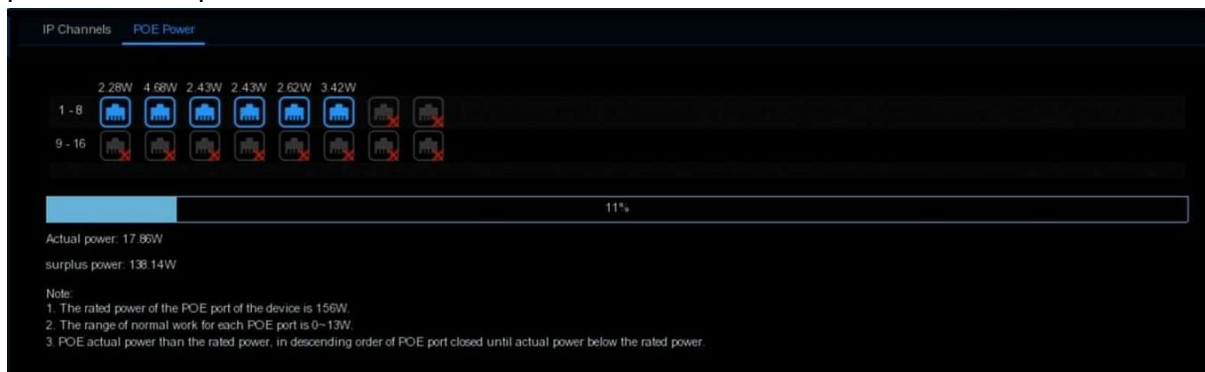 IP Channels POE Power
2.28W 4.68W 2.43W 2.43W 2.62W 3.42W
1 - 8
9 - 16
11%
Actual power: 17.86W
surplus power: 138.14W
Note:
1. The rated power of the POE port of the device is 156W.
2. The range of normal work for each POE port is 0~13W.
3. POE actual power than the rated power, in descending order of POE port closed until actual power below the rated power.